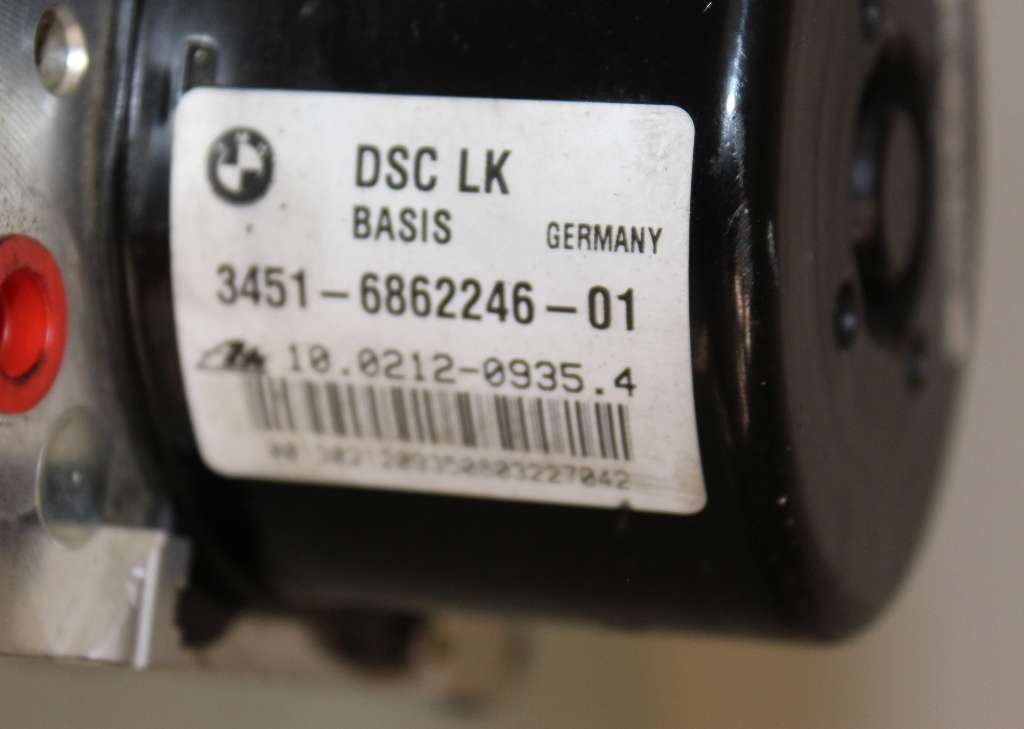 DSC LK
BASIS GERMANY
3451-6862246-01
10.0212-0935.4